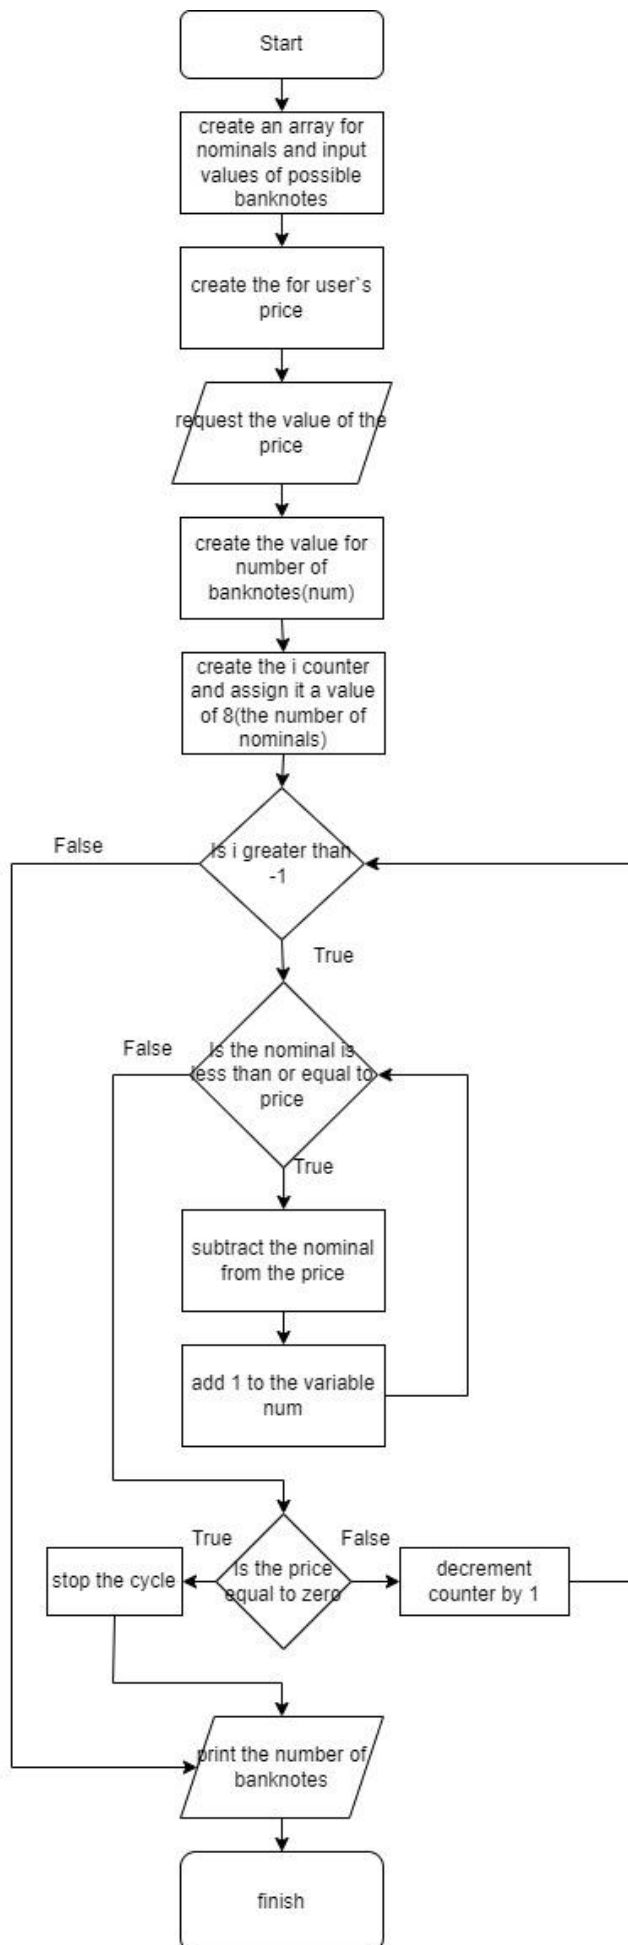 Start
create an array for
nominals and input
values of possible
banknotes
create the for user`s
price
request the value of the
price
create the value for
number of
banknotes(num)
create the i counter
and assign it a value
of 8(the number of
nominals)
False
Is i greater than
-1
True
False
Is the nominal is
less than or equal to
price
True
subtract the nominal
from the price
add 1 to the variable
num
True
False
stop the cycle
Is the price
equal to zero
decrement
counter by 1
print the number of
banknotes
finish